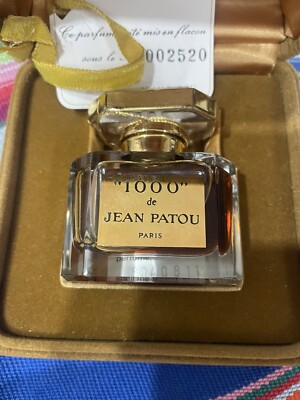 Ce parfum a été mis en flacon
sous le 002520
"1000"
de
JEAN PATOU
PARIS